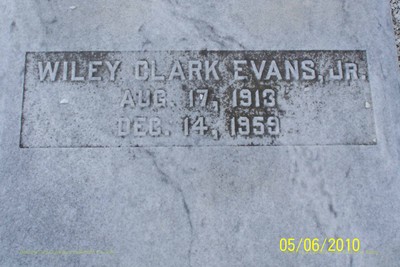 WILEY CLARK EVANS, JR.
AUG. 17, 1913
DEC. 14, 1959
05/06/2010